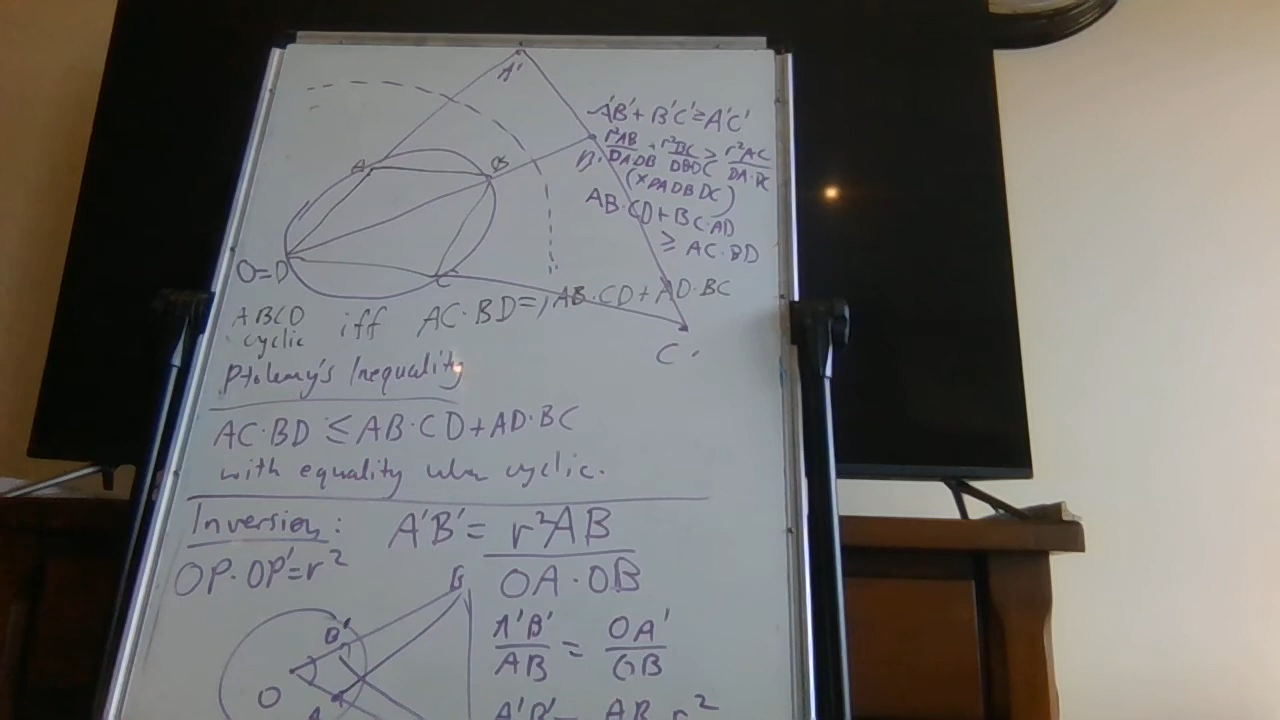 A'
A'B' + B'C' ≥ A'C'
A
B
B'
r²AB/DA·DB + r²BC/DB·DC ≥ r²AC/DA·DC
(×DA DB DC)
AB·CD + BC·AD
≥ AC·BD
O=D
C
ABCD
cyclic
iff AC·BD = AB·CD + AD·BC
C'
Ptolemy's Inequality
AC·BD ≤ AB·CD + AD·BC
with equality when cyclic.
Inversion: A'B' = r²AB / OA·OB
OP·OP' = r²
B
B'
O
A
A'B'/AB = OA'/OB
A'B' = AB r²